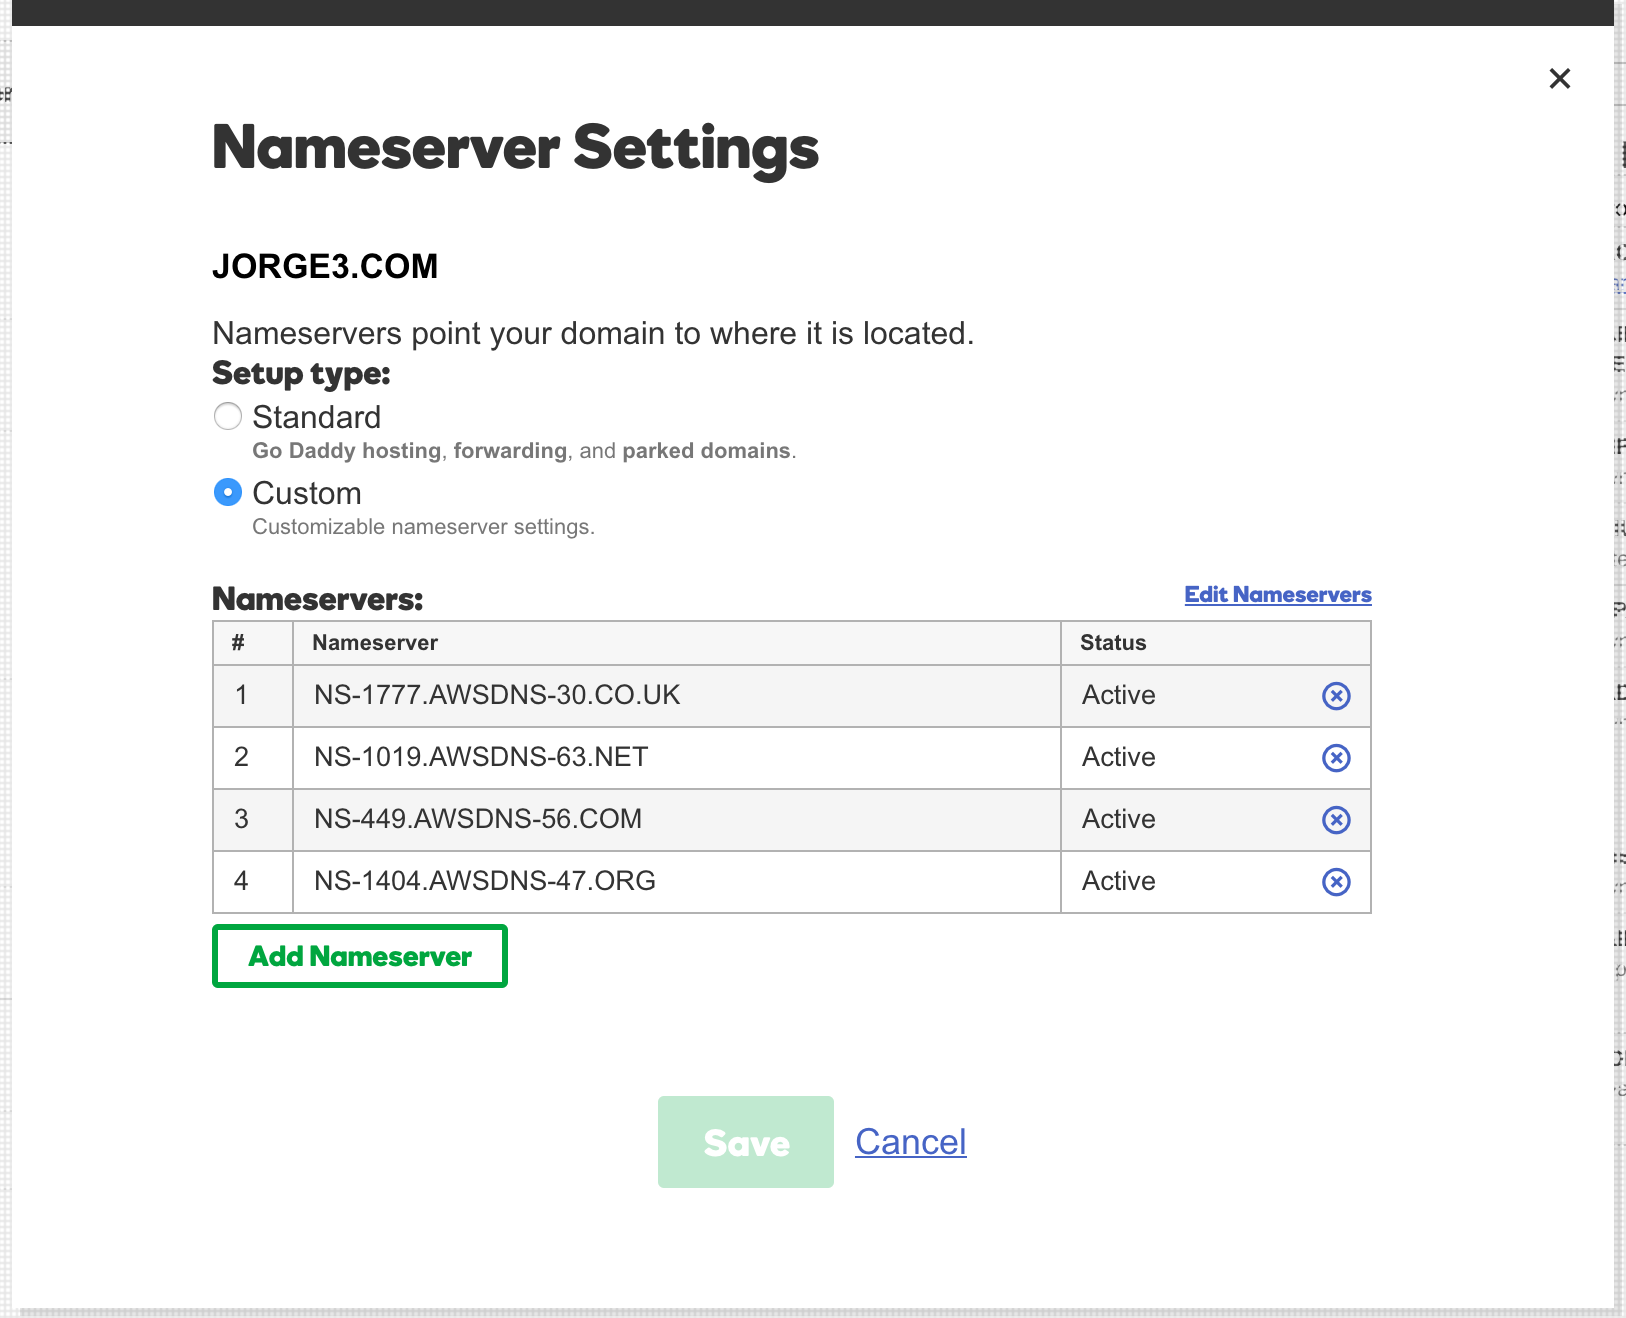 Nameserver Settings
JORGE3.COM
Nameservers point your domain to where it is located.
Setup type:
Standard
Go Daddy hosting, forwarding, and parked domains.
Custom
Customizable nameserver settings.
Nameservers:
Edit Nameservers
# Nameserver Status
1 NS-1777.AWSDNS-30.CO.UK Active
2 NS-1019.AWSDNS-63.NET Active
3 NS-449.AWSDNS-56.COM Active
4 NS-1404.AWSDNS-47.ORG Active
Add Nameserver
Save Cancel